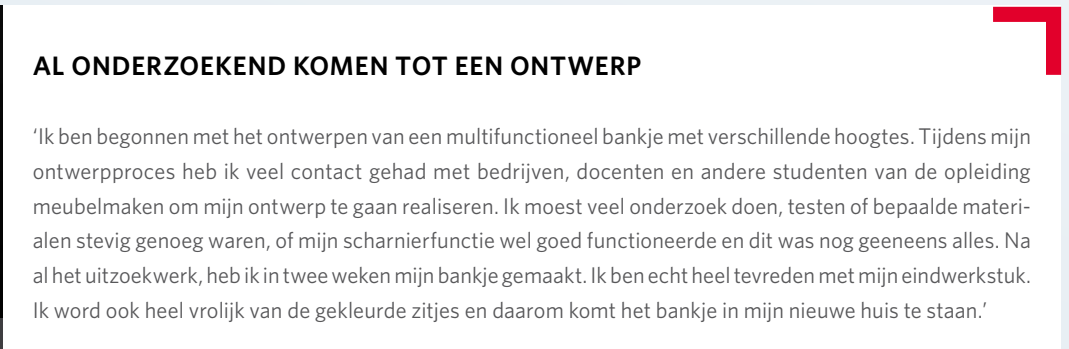 AL ONDERZOEKEND KOMEN TOT EEN ONTWERP
‘Ik ben begonnen met het ontwerpen van een multifunctioneel bankje met verschillende hoogtes. Tijdens mijn
ontwerpproces heb ik veel contact gehad met bedrijven, docenten en andere studenten van de opleiding
meubelmaken om mijn ontwerp te gaan realiseren. Ik moest veel onderzoek doen, testen of bepaalde materi-
alen stevig genoeg waren, of mijn scharnierfunctie wel goed functioneerde en dit was nog geeneens alles. Na
al het uitzoekwerk, heb ik in twee weken mijn bankje gemaakt. Ik ben echt heel tevreden met mijn eindwerkstuk.
Ik word ook heel vrolijk van de gekleurde zitjes en daarom komt het bankje in mijn nieuwe huis te staan.’